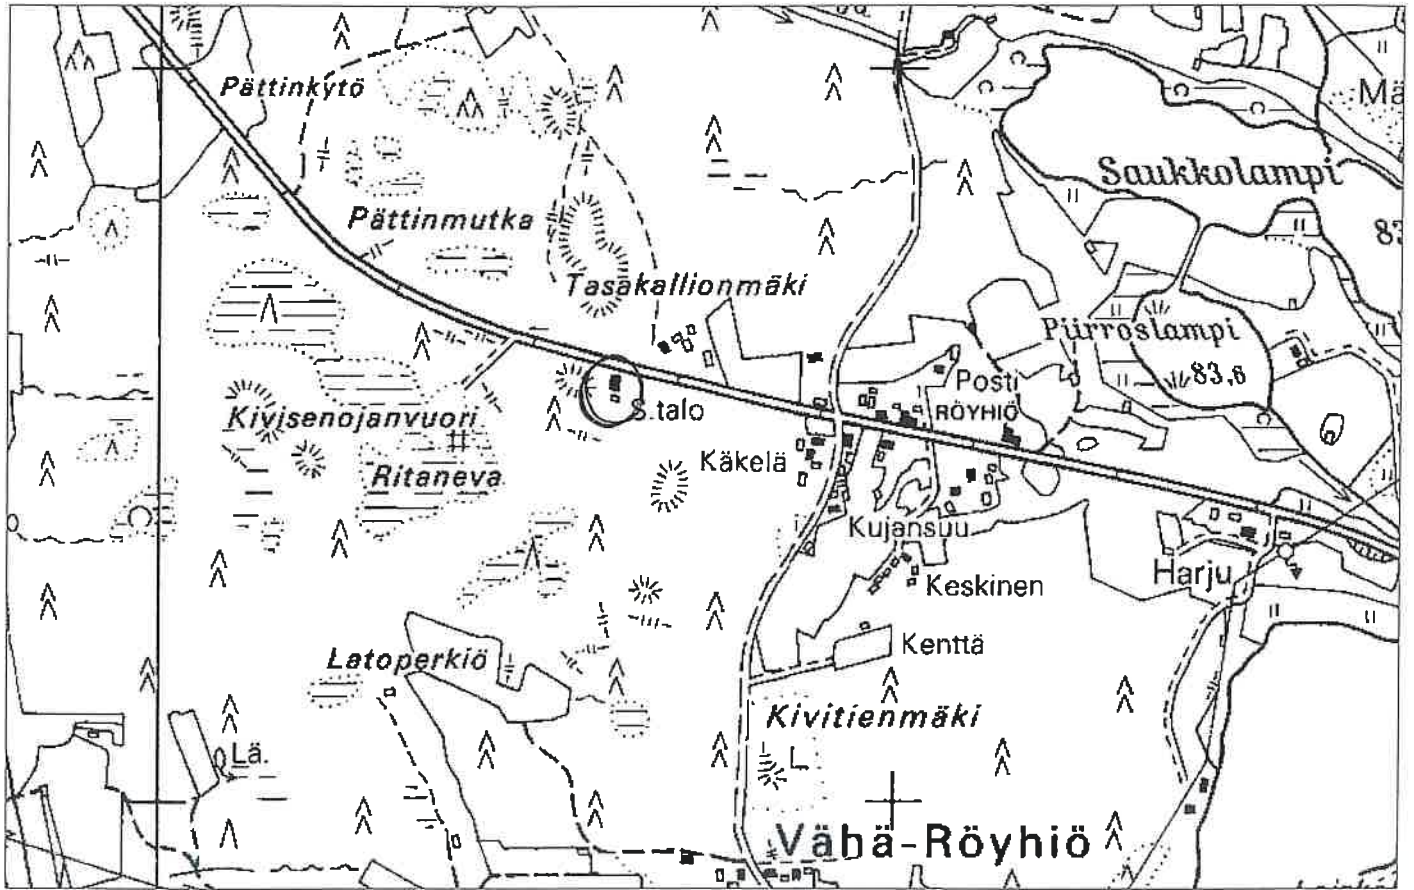 Pättinkytö
Mä
Saukkolampi
Pättinmutka
83
Tasakallionmäki
Piirroslampi
83,6
Posti
RÖYHIÖ
S.talo
Kivisenojanvuori
Käkelä
Ritaneva
Kujansuu
Harju
Keskinen
Kenttä
Latoperkiö
Kivitienmäki
Lä.
L
Vähä-Röyhiö